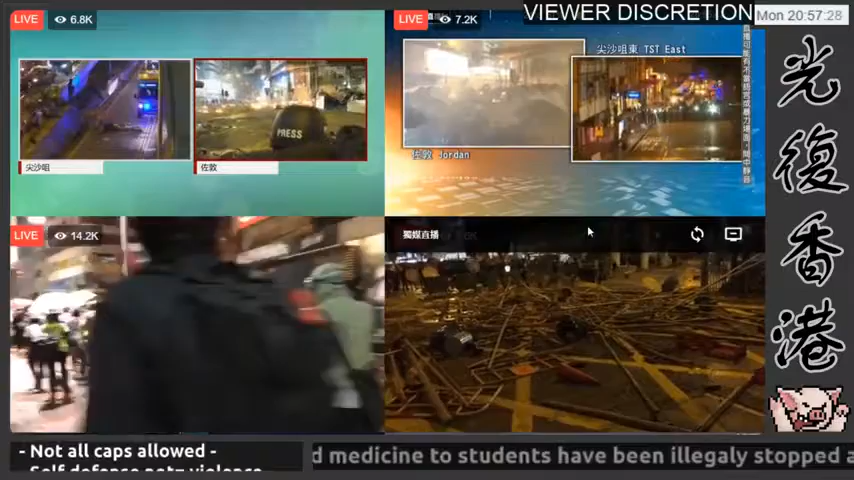 VIEWER DISCRETION
Mon 20:57:28
LIVE
6.8K
LIVE
7.2K
尖沙咀東 TST East
PRESS
尖沙咀
佐敦
佐敦 Jordan
LIVE
14.2K
獨媒直播
光復香港
- Not all caps allowed -
d medicine to students have been illegaly stopped a